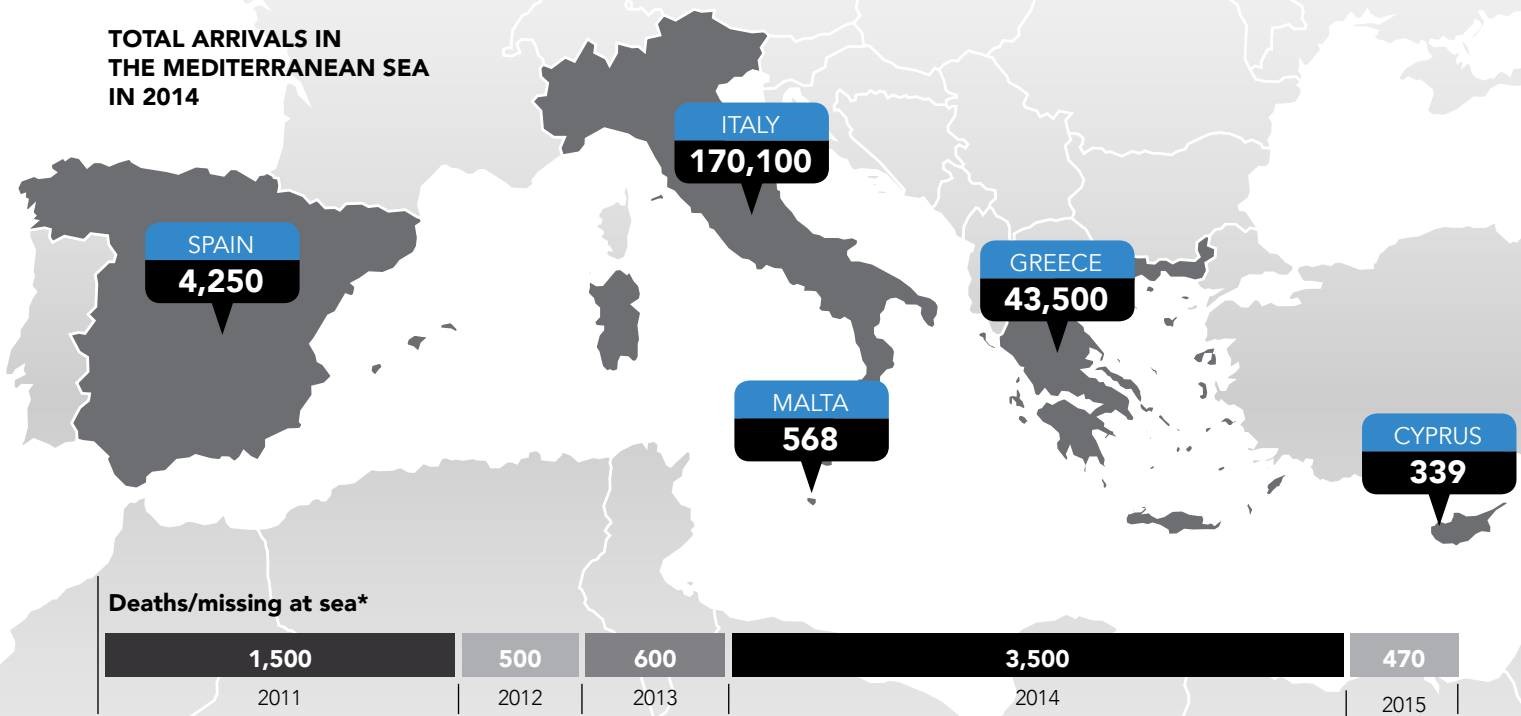 TOTAL ARRIVALS IN
THE MEDITERRANEAN SEA
IN 2014
ITALY
170,100
SPAIN
4,250
GREECE
43,500
MALTA
568
CYPRUS
339
Deaths/missing at sea*
1,500
500
600
3,500
470
2011
2012
2013
2014
2015